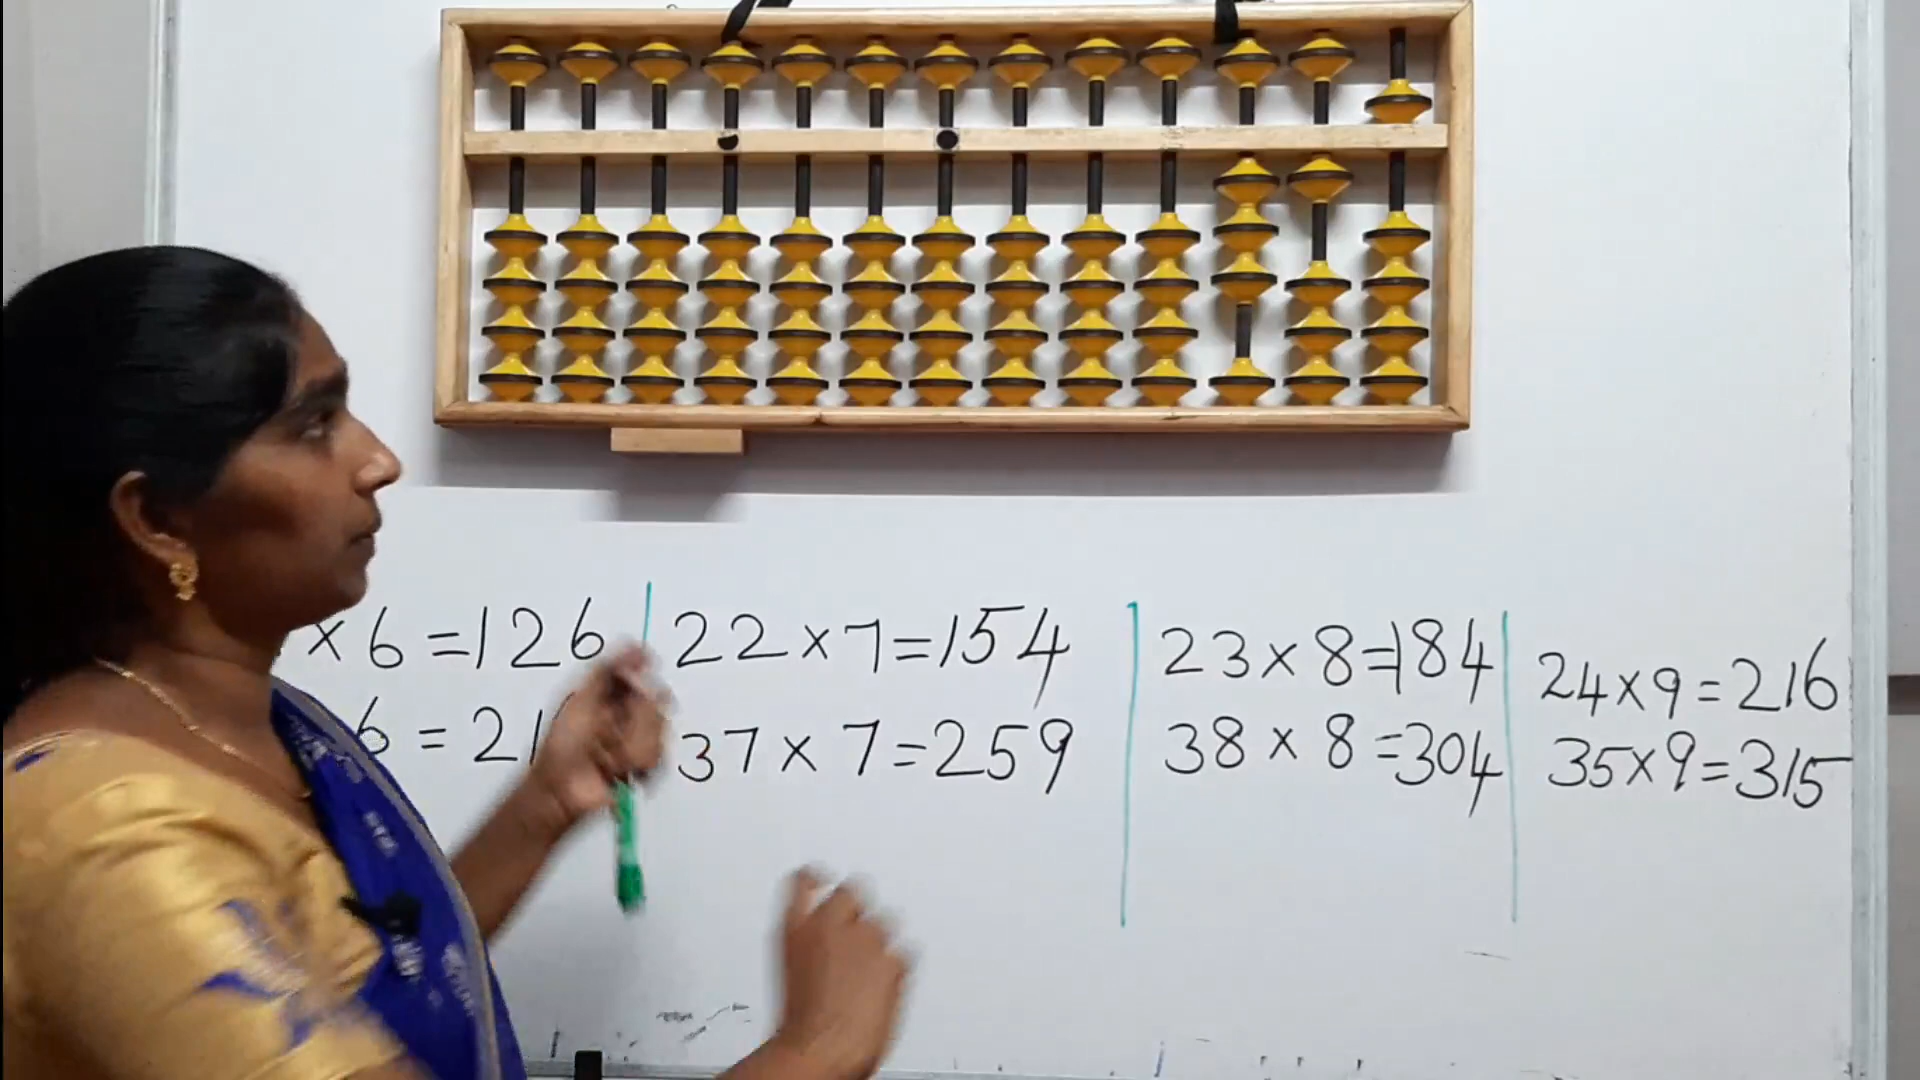 × 6 = 126
6 = 21
22 × 7 = 154
37 × 7 = 259
23 × 8 = 184
38 × 8 = 304
24 × 9 = 216
35 × 9 = 315